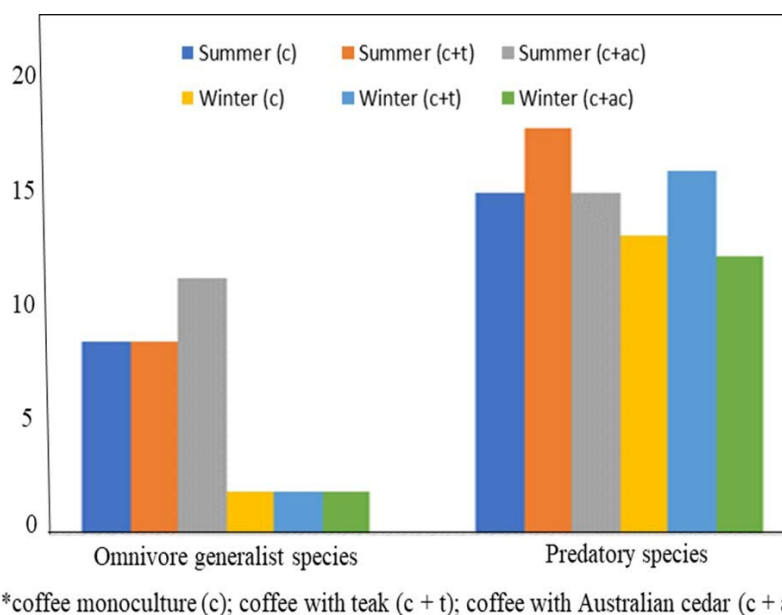 20
15
10
5
0
Summer (c) Summer (c+t) Summer (c+ac)
Winter (c) Winter (c+t) Winter (c+ac)
Omnivore generalist species Predatory species
*coffee monoculture (c); coffee with teak (c + t); coffee with Australian cedar (c +